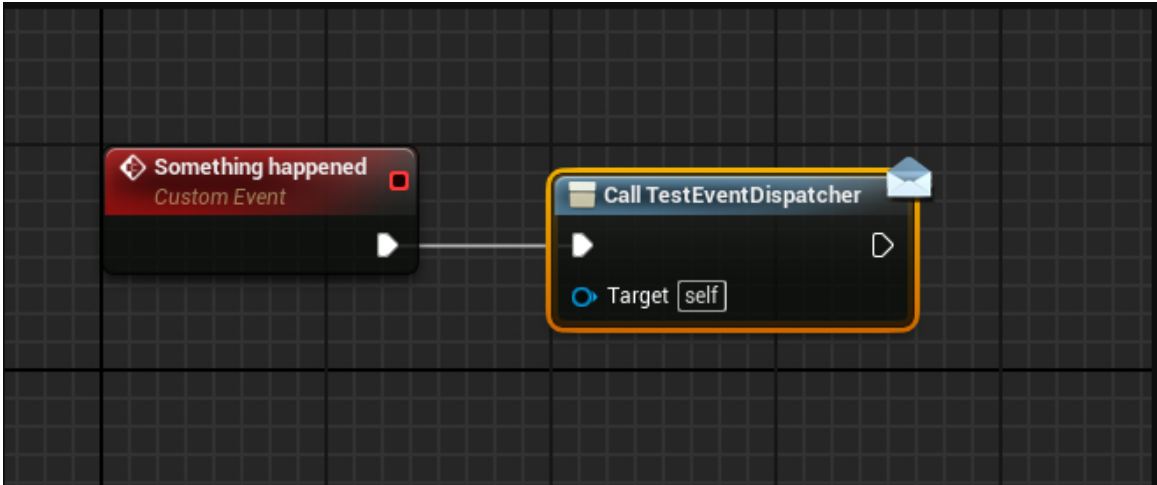 Something happened
Custom Event
Call TestEventDispatcher
Target self